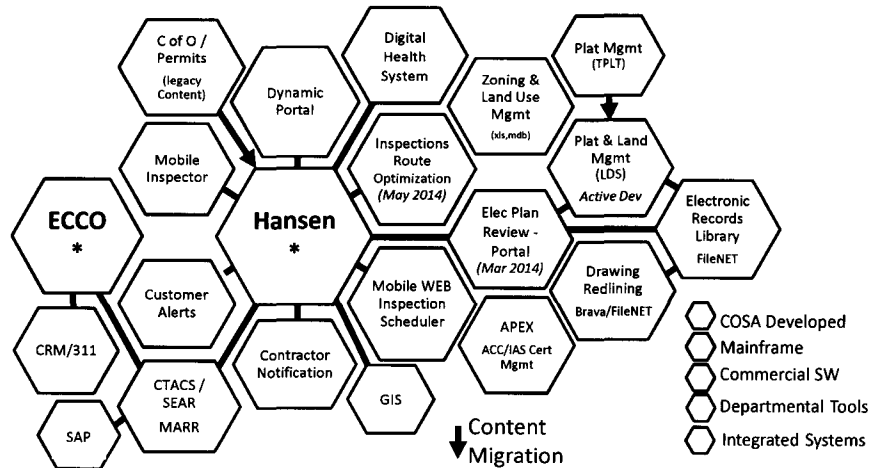 C of O /
Permits
(legacy
Content)
Dynamic
Portal
Digital
Health
System
Zoning &
Land Use
Mgmt
(xls,mdb)
Plat Mgmt
(TPLT)
Mobile
Inspector
Inspections
Route
Optimization
(May 2014)
Plat & Land
Mgmt
(LDS)
Active Dev
ECCO
*
Hansen
*
Elec Plan
Review -
Portal
(Mar 2014)
Electronic
Records
Library
FileNET
Customer
Alerts
Mobile WEB
Inspection
Scheduler
Drawing
Redlining
Brava/FileNET
CRM/311
CTACS /
SEAR
MARR
Contractor
Notification
APEX
ACC/IAS Cert
Mgmt
SAP
GIS
Content
Migration
COSA Developed
Mainframe
Commercial SW
Departmental Tools
Integrated Systems